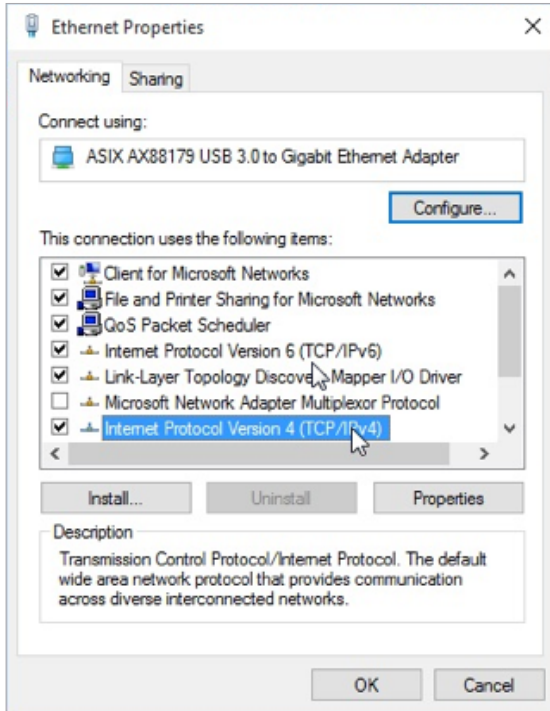 Ethernet Properties
Networking Sharing
Connect using:
ASIX AX88179 USB 3.0 to Gigabit Ethernet Adapter
Configure...
This connection uses the following items:
Client for Microsoft Networks
File and Printer Sharing for Microsoft Networks
QoS Packet Scheduler
Internet Protocol Version 6 (TCP/IPv6)
Link-Layer Topology Discovery Mapper I/O Driver
Microsoft Network Adapter Multiplexor Protocol
Internet Protocol Version 4 (TCP/IPv4)
Install... Uninstall Properties
Description
Transmission Control Protocol/Internet Protocol. The default
wide area network protocol that provides communication
across diverse interconnected networks.
OK Cancel